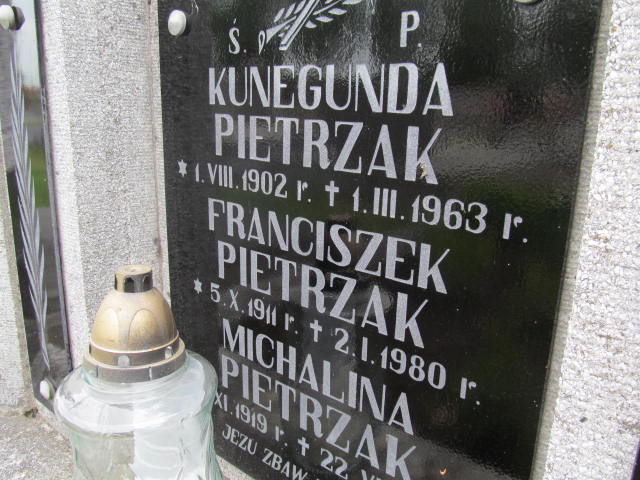 Ś. P.
KUNEGUNDA
PIETRZAK
* 1. VIII. 1902 r. † 1. III. 1963 r.
FRANCISZEK
PIETRZAK
* 5. X. 1911 r. † 2. I. 1980 r.
MICHALINA
PIETRZAK
XI. 1919 r. † 22.
JEZU